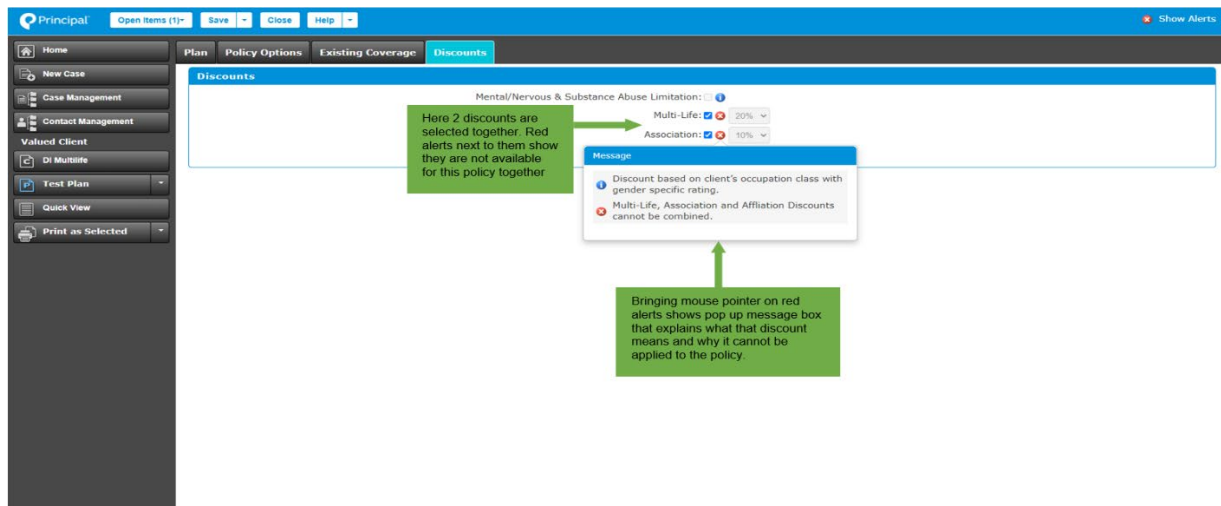 Principal
Open Items (1)
Save
Close
Help
Show Alerts
Home
New Case
Case Management
Contact Management
Valued Client
DI Multilife
Test Plan
Quick View
Print as Selected
Plan
Policy Options
Existing Coverage
Discounts
Discounts
Mental/Nervous & Substance Abuse Limitation:
Multi-Life:
20%
Association:
10%
Here 2 discounts are
selected together. Red
alerts next to them show
they are not available
for this policy together
Message
Discount based on client's occupation class with
gender specific rating.
Multi-Life, Association and Affliation Discounts
cannot be combined.
Bringing mouse pointer on red
alerts shows pop up message box
that explains what that discount
means and why it cannot be
applied to the policy.